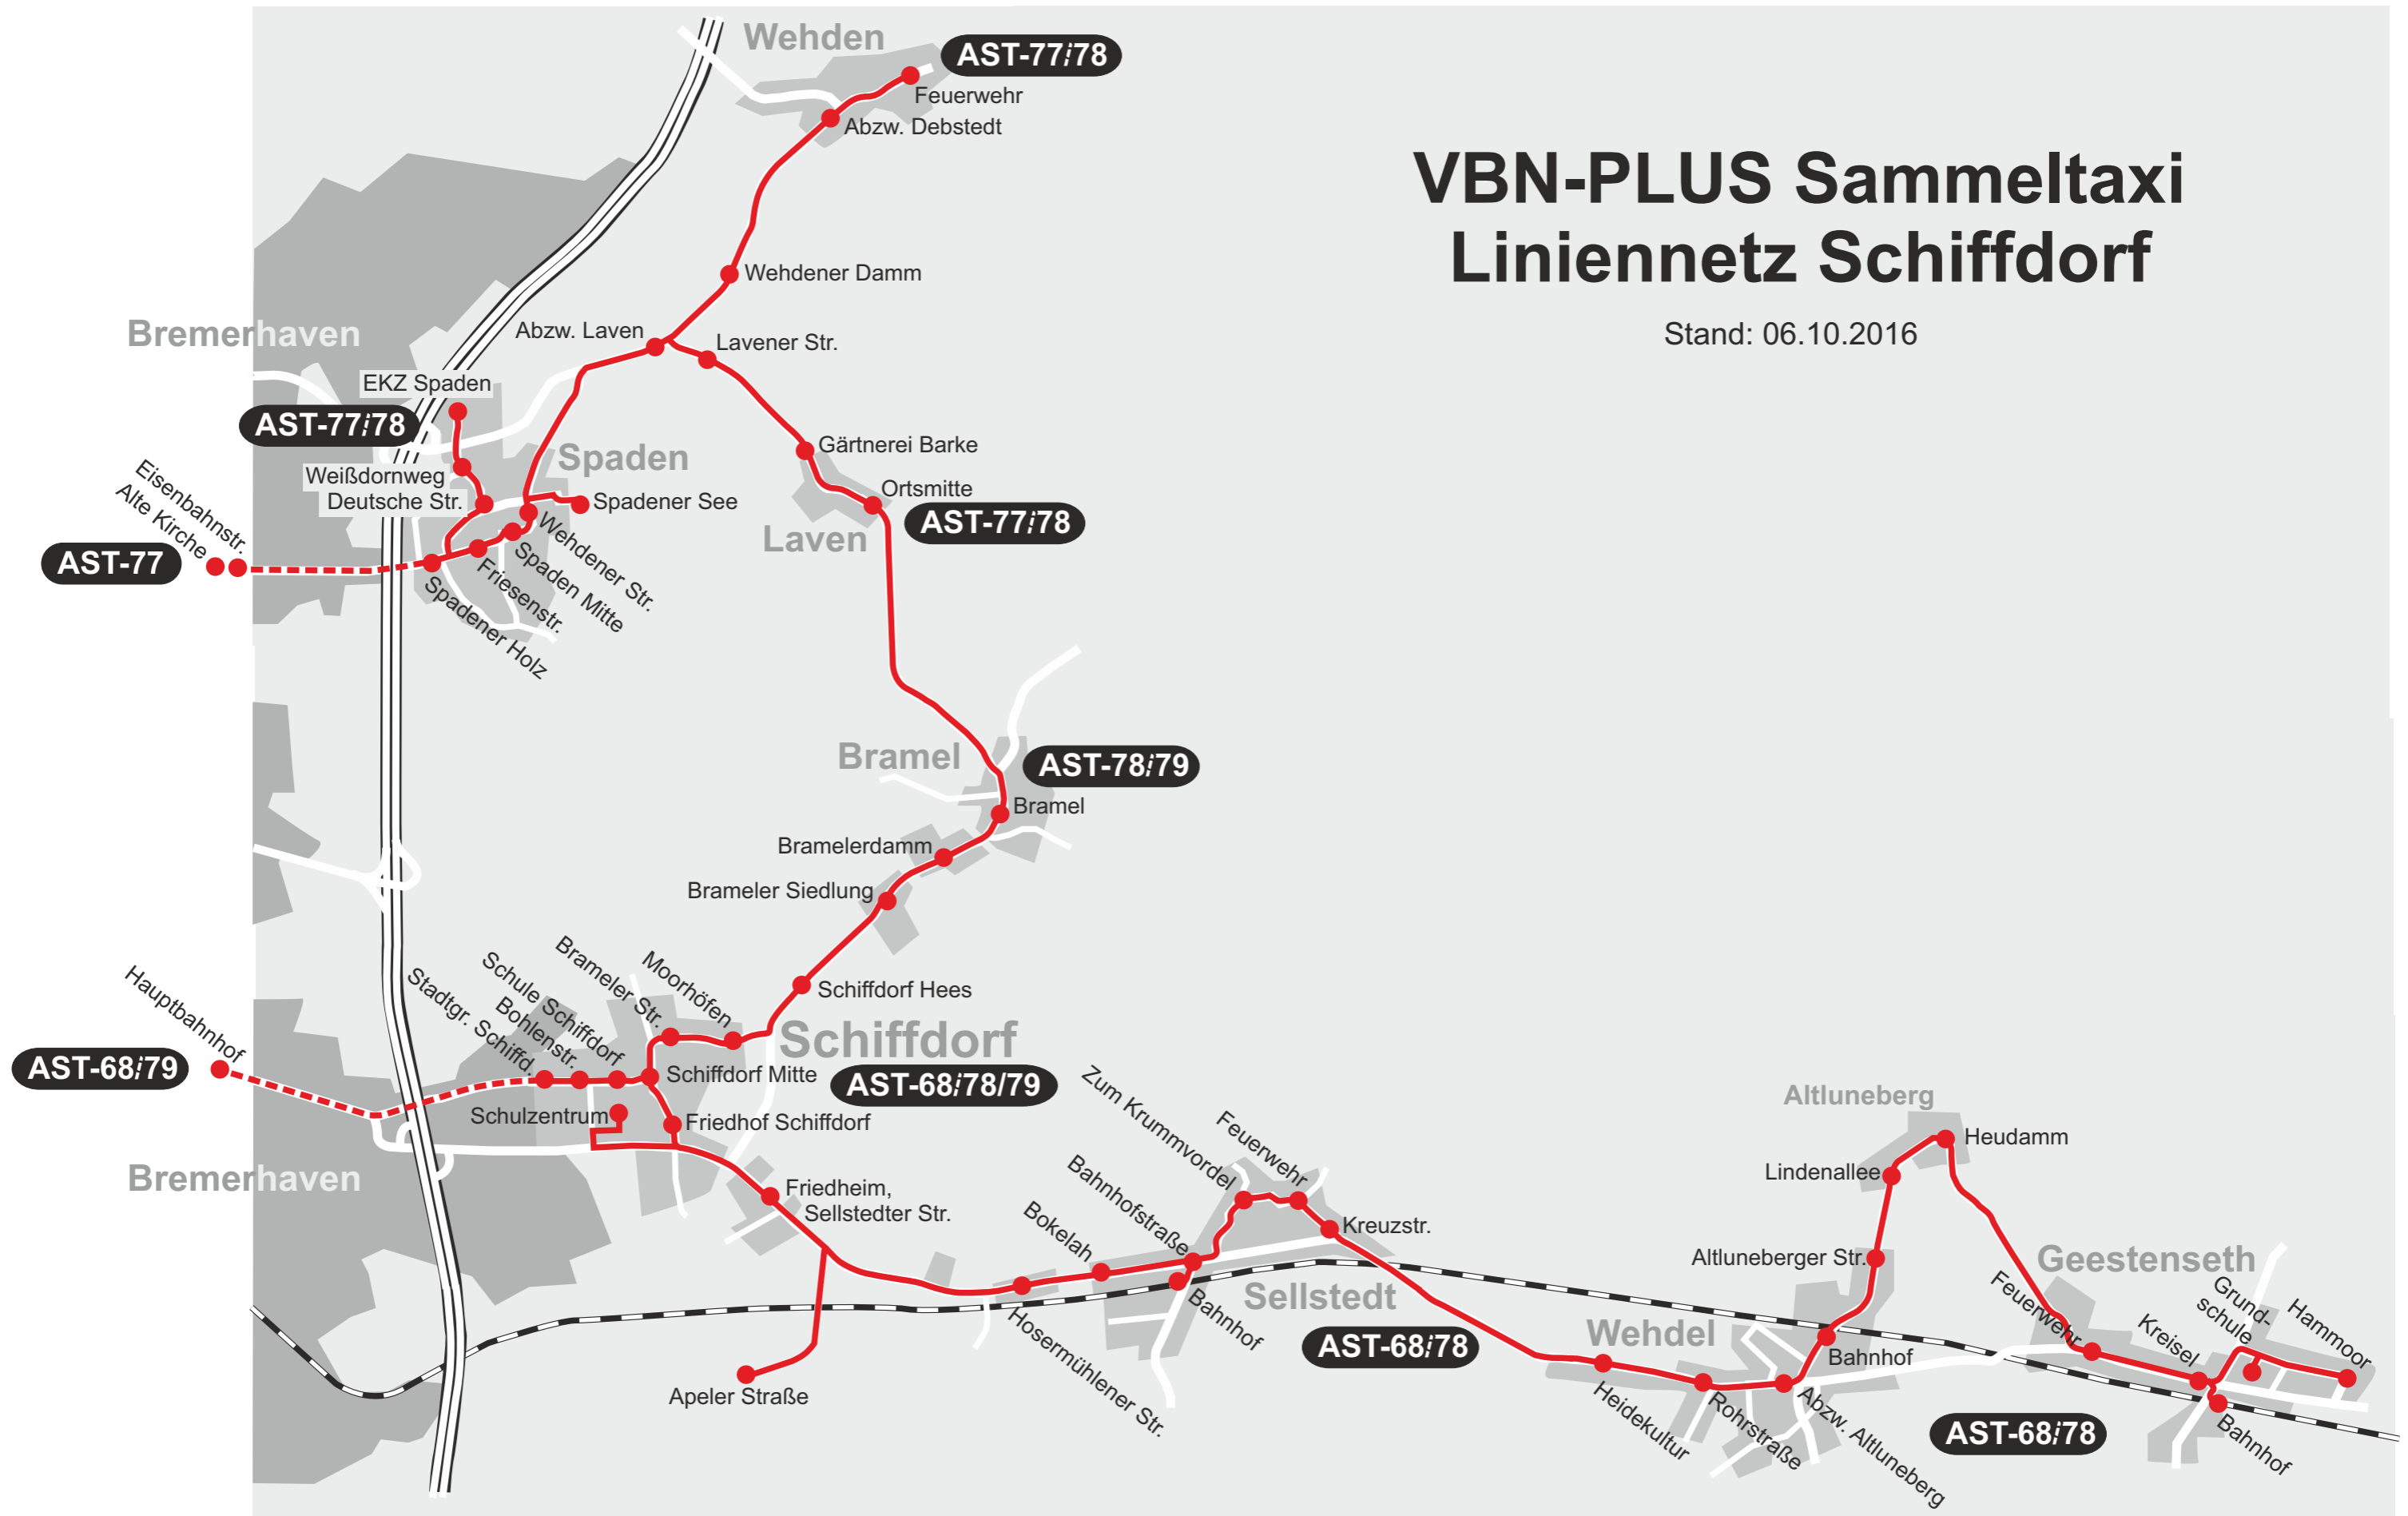 Wehden
AST-77/78
Feuerwehr
Abzw. Debstedt
VBN-PLUS Sammeltaxi
Liniennetz Schiffdorf
Stand: 06.10.2016
Wehdener Damm
Bremerhaven
Abzw. Laven
Lavener Str.
EKZ Spaden
AST-77/78
Gärtnerei Barke
Spaden
Weißdornweg
Deutsche Str.
Spadener See
Ortsmitte
AST-77/78
Laven
Eisenbahnstr.
Alte Kirche
AST-77
Wehdener Str.
Spaden Mitte
Friesenstr.
Spadener Holz
Bramel
AST-78/79
Bramel
Bramelerdamm
Brameler Siedlung
Schiffdorf Hees
Moorhöfen
Brameler Str.
Schule Schiffdorf
Bohlenstr.
Stadtgr. Schiffd.
Hauptbahnhof
AST-68/79
Schiffdorf
Schiffdorf Mitte
AST-68/78/79
Schulzentrum
Friedhof Schiffdorf
Bremerhaven
Friedheim,
Sellstedter Str.
Apeler Straße
Zum Krummvordel
Feuerwehr
Bahnhofstraße
Bokelah
Kreuzstr.
Hosermühlener Str.
Bahnhof
Sellstedt
AST-68/78
Altluneberg
Heudamm
Lindenallee
Altluneberger Str.
Wehdel
Bahnhof
Heidekultur
Rohrstraße
Abzw. Altluneberg
AST-68/78
Geestenseth
Feuerwehr
Kreisel
Grund-
schule
Hammoor
Bahnhof